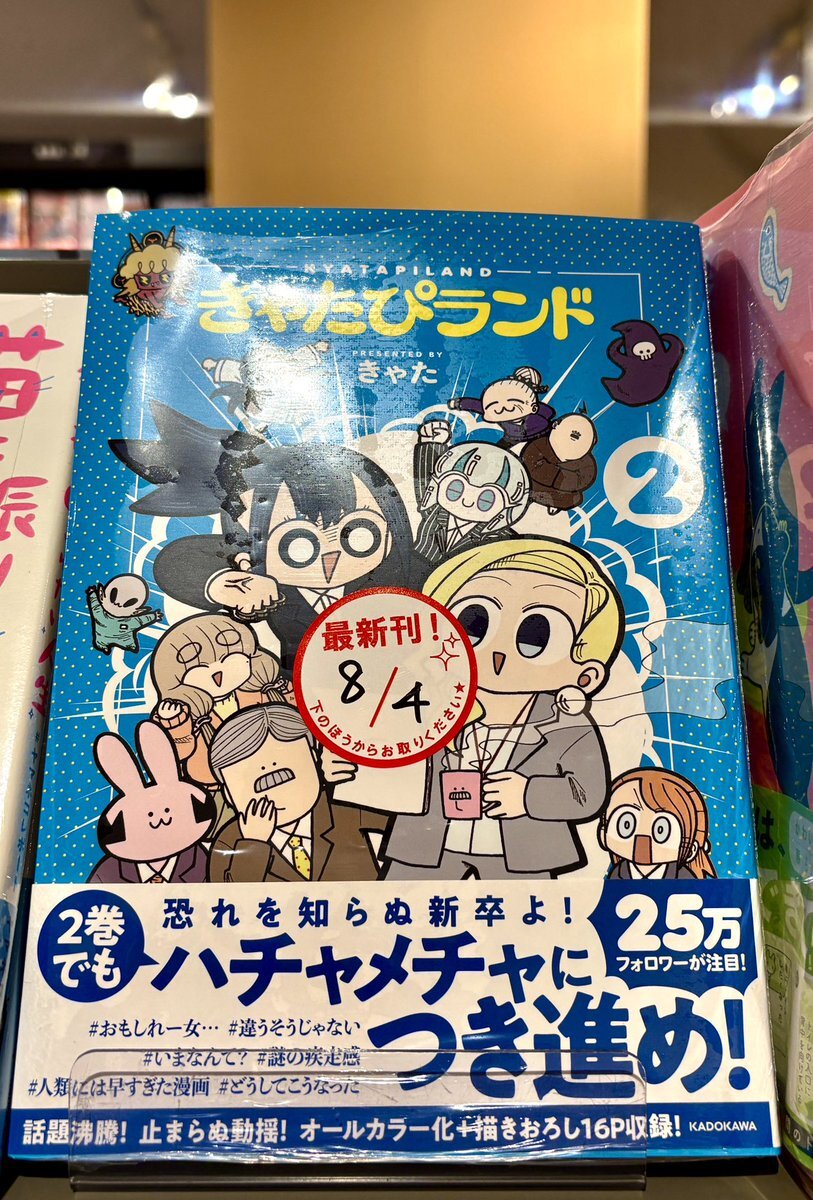 KYATAPILAND
きゃたぴランド
PRESENTED BY
きゃた
2
最新刊!
8/4
下のほうからお取りください★
2巻でも
恐れを知らぬ新卒よ!
ハチャメチャに
つき進め!
25万
フォロワーが注目!
#おもしれー女… #違うそうじゃない
#いまなんて? #謎の疾走感
#人類には早すぎた漫画 #どうしてこうなった
話題沸騰! 止まらぬ動揺! オールカラー化+描きおろし16P収録!
KADOKAWA